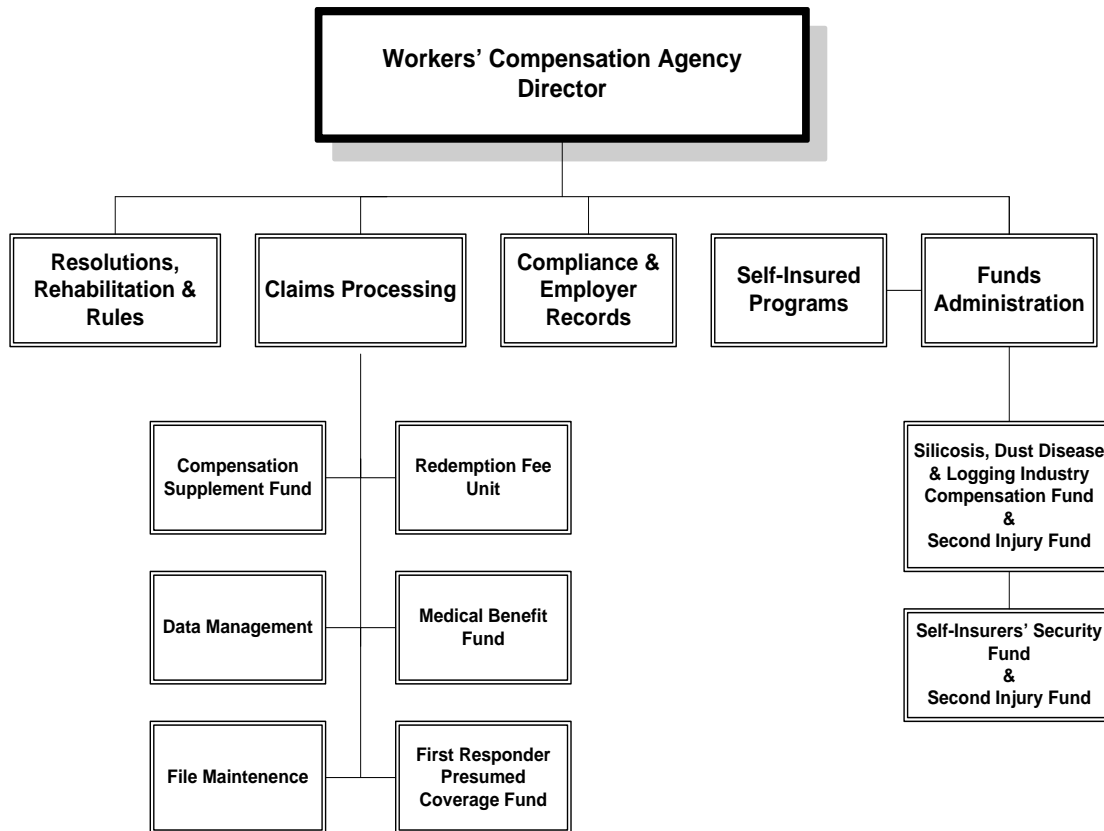 Workers’ Compensation Agency
Director
Resolutions,
Rehabilitation &
Rules
Claims Processing
Compliance &
Employer
Records
Self-Insured
Programs
Funds
Administration
Compensation
Supplement Fund
Redemption Fee
Unit
Silicosis, Dust Disease
& Logging Industry
Compensation Fund
&
Second Injury Fund
Data Management
Medical Benefit
Fund
Self-Insurers’ Security
Fund
&
Second Injury Fund
File Maintenence
First Responder
Presumed
Coverage Fund